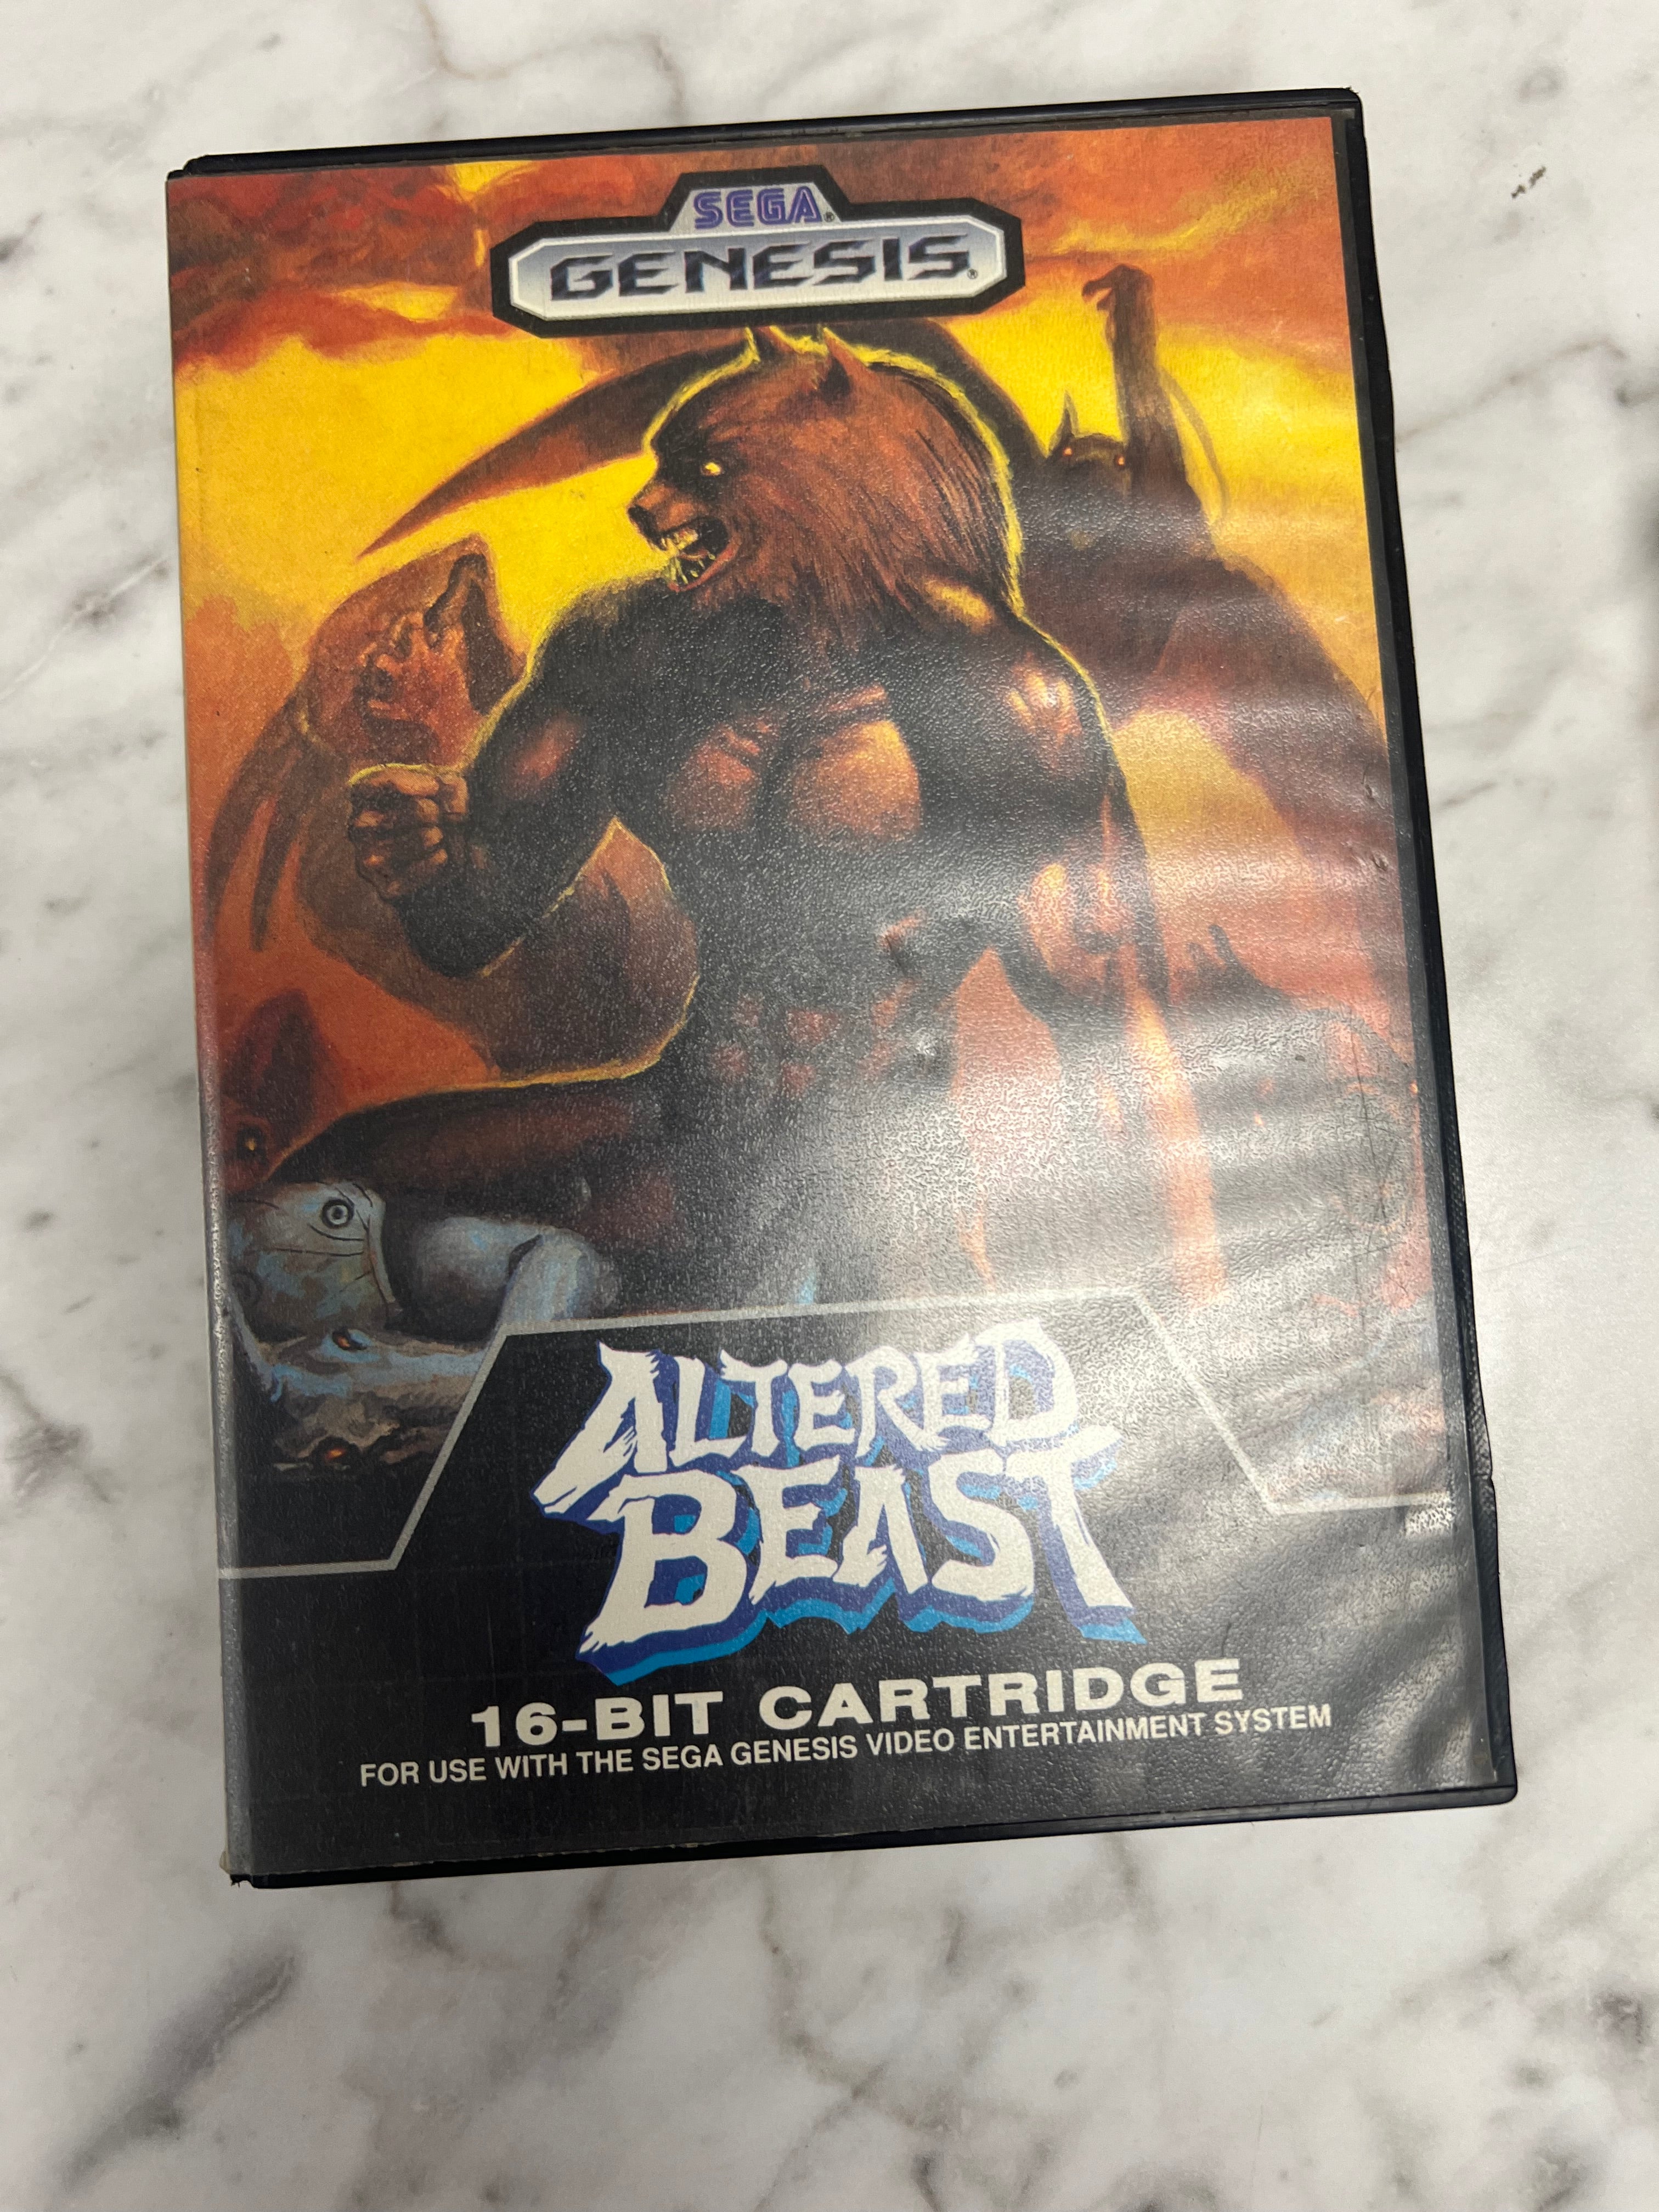 SEGA®
GENESIS®
ALTERED
BEAST
16-BIT CARTRIDGE
FOR USE WITH THE SEGA GENESIS VIDEO ENTERTAINMENT SYSTEM